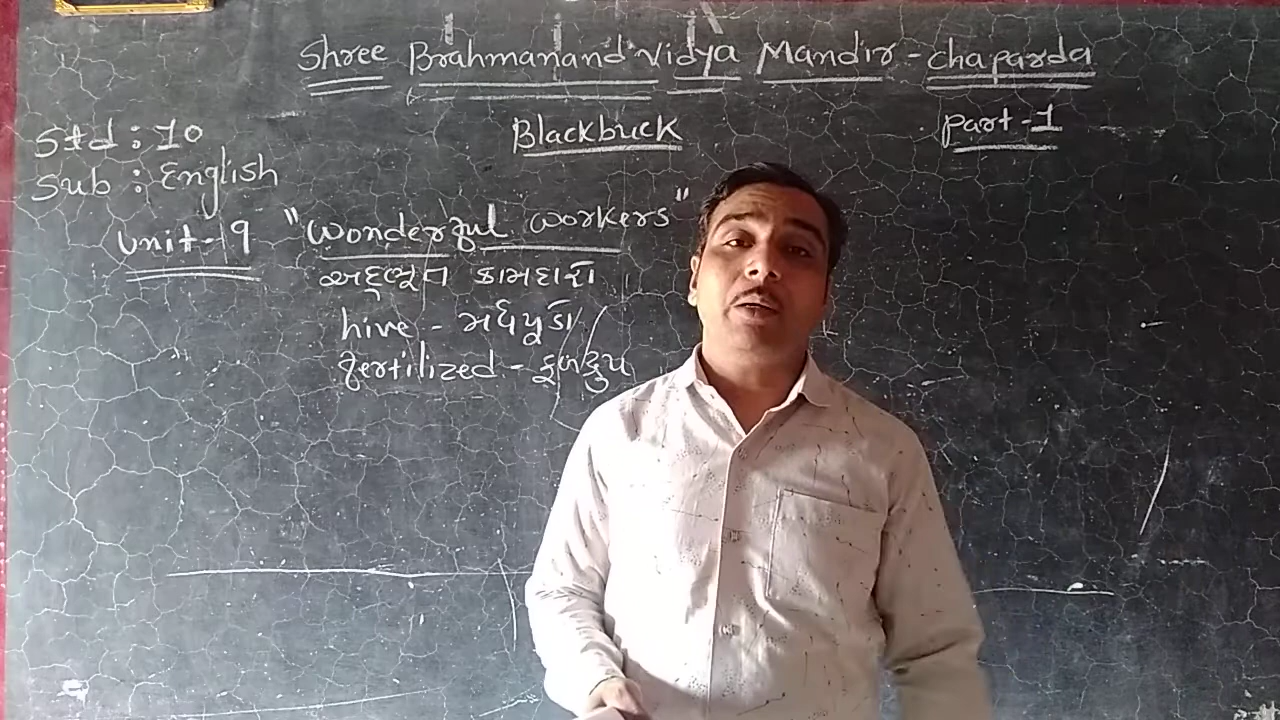 Shree Brahmanand Vidya Mandir - chaparda
Std : 10
Blackbuck
Part - 1
Sub : English
Unit - 9 "Wonderful workers"
અદ્ભૂત કામદારો
hive - મધપૂડો
fertilized - ફળદ્રુપ